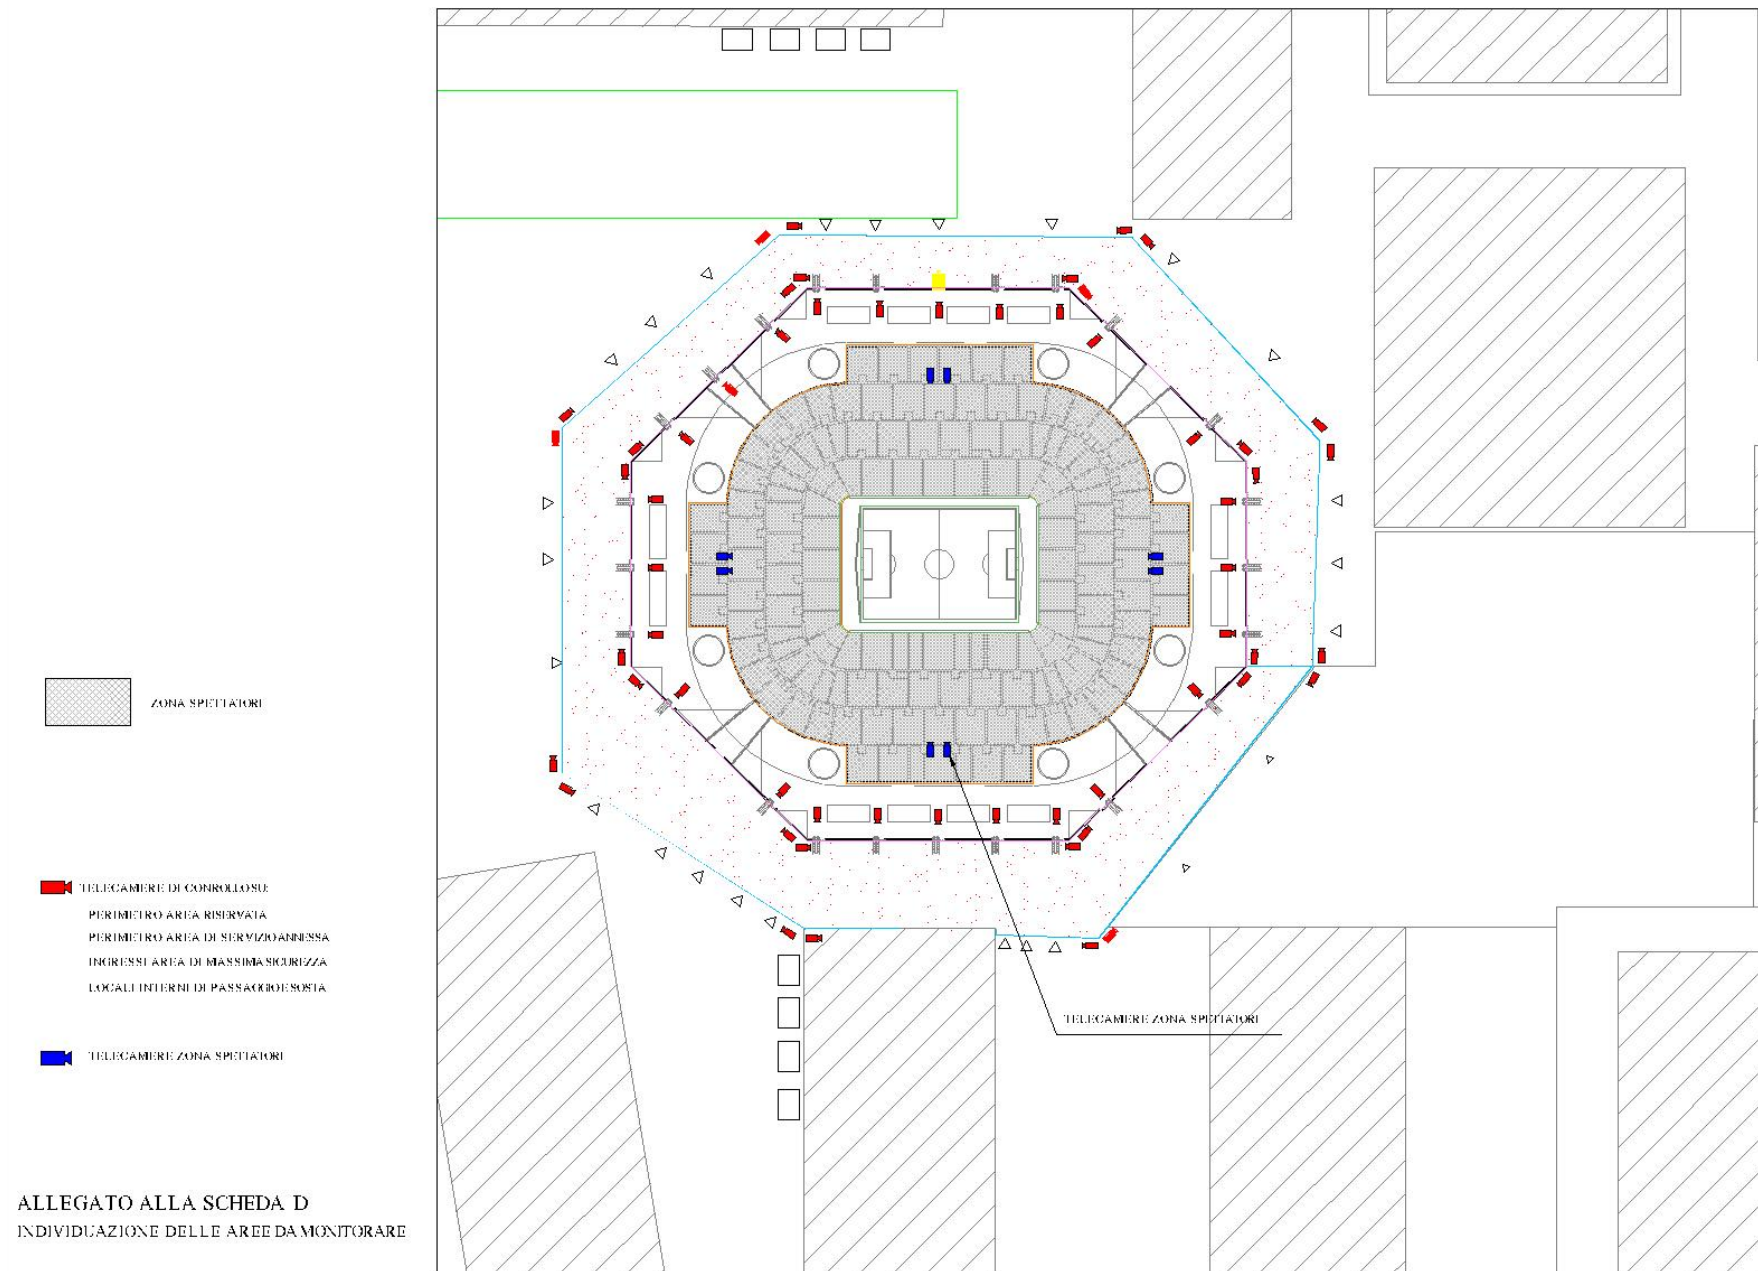 ZONA SPETTATORI
TELECAMERE DI CONROLLO SU:
PERIMETRO AREA RISERVATA
PERIMETRO AREA DI SERVIZIO ANNESSA
INGRESSI AREA DI MASSIMA SICUREZZA
LOCALI INTERNI DI PASSAGGIO E SOSTA
TELECAMERE ZONA SPETTATORI
TELECAMERE ZONA SPETTATORI
ALLEGATO ALLA SCHEDA D
INDIVIDUAZIONE DELLE AREE DA MONITORARE